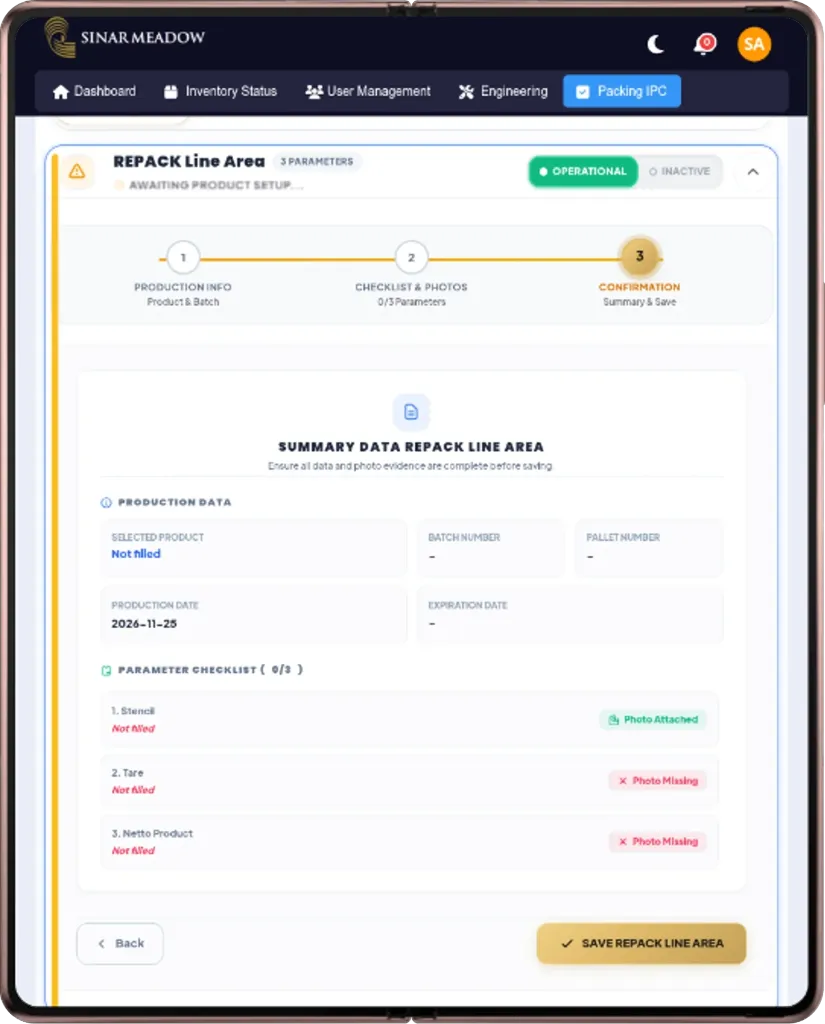 SINAR MEADOW
0
SA
Dashboard
Inventory Status
User Management
Engineering
Packing IPC
REPACK Line Area
3 PARAMETERS
AWAITING PRODUCT SETUP...
OPERATIONAL
INACTIVE
1
2
3
PRODUCTION INFO
CHECKLIST & PHOTOS
CONFIRMATION
Product & Batch
0/3 Parameters
Summary & Save
SUMMARY DATA REPACK LINE AREA
Ensure all data and photo evidence are complete before saving.
PRODUCTION DATA
SELECTED PRODUCT
Not filled
BATCH NUMBER
-
PALLET NUMBER
-
PRODUCTION DATE
2026-11-25
EXPIRATION DATE
-
PARAMETER CHECKLIST ( 0/3 )
1. Stencil
Not filled
Photo Attached
2. Tare
Not filled
Photo Missing
3. Netto Product
Not filled
Photo Missing
Back
SAVE REPACK LINE AREA